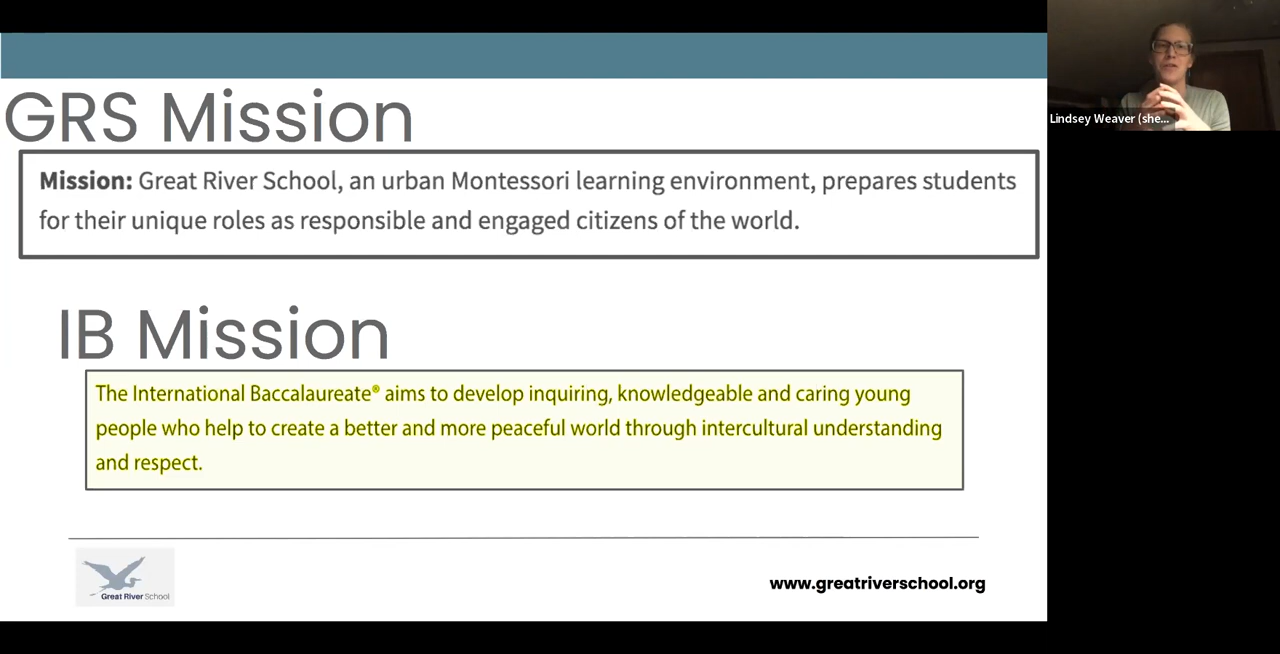 GRS Mission
Mission: Great River School, an urban Montessori learning environment, prepares students
for their unique roles as responsible and engaged citizens of the world.
IB Mission
The International Baccalaureate® aims to develop inquiring, knowledgeable and caring young
people who help to create a better and more peaceful world through intercultural understanding
and respect.
Great River School
www.greatriverschool.org
Lindsey Weaver (she...